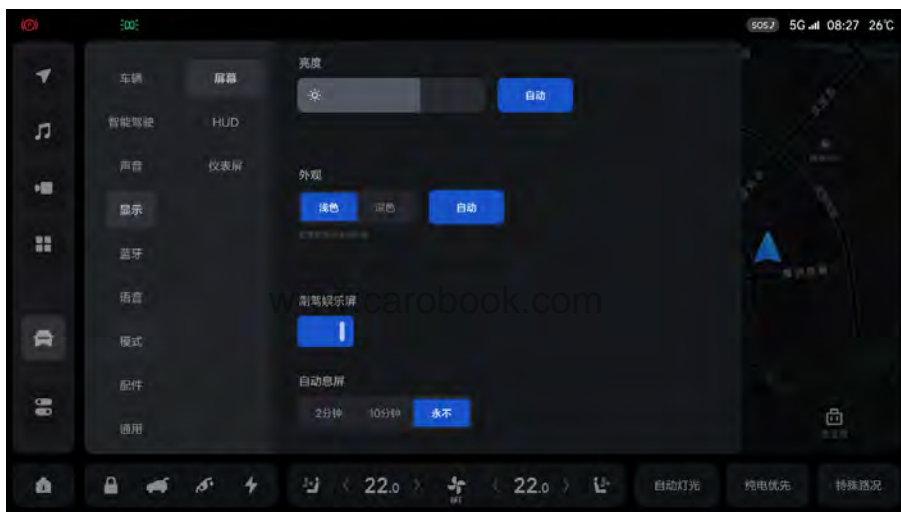 SOS 5G 08:27 26℃
车辆
智能驾驶
声音
显示
蓝牙
语音
模式
配件
通用
屏幕
HUD
仪表屏
亮度
自动
外观
浅色 深色 自动
副驾娱乐屏
自动息屏
2分钟 10分钟 永不
www.carobook.com
22.0 OFF 22.0 自动灯光 纯电优先 特殊路况